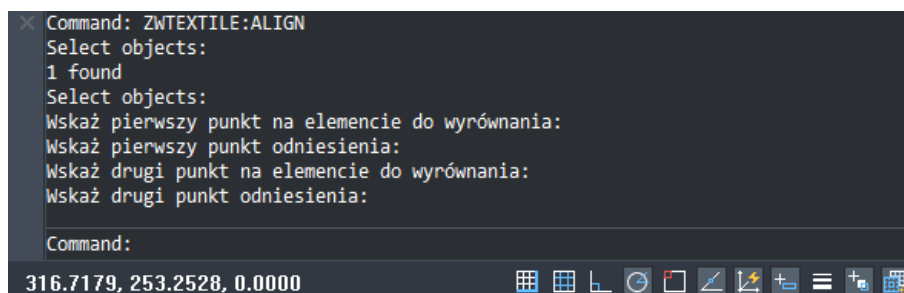 Command: ZWTEXTILE:ALIGN
Select objects:
1 found
Select objects:
Wskaż pierwszy punkt na elemencie do wyrównania:
Wskaż pierwszy punkt odniesienia:
Wskaż drugi punkt na elemencie do wyrównania:
Wskaż drugi punkt odniesienia:
Command:
316.7179, 253.2528, 0.0000